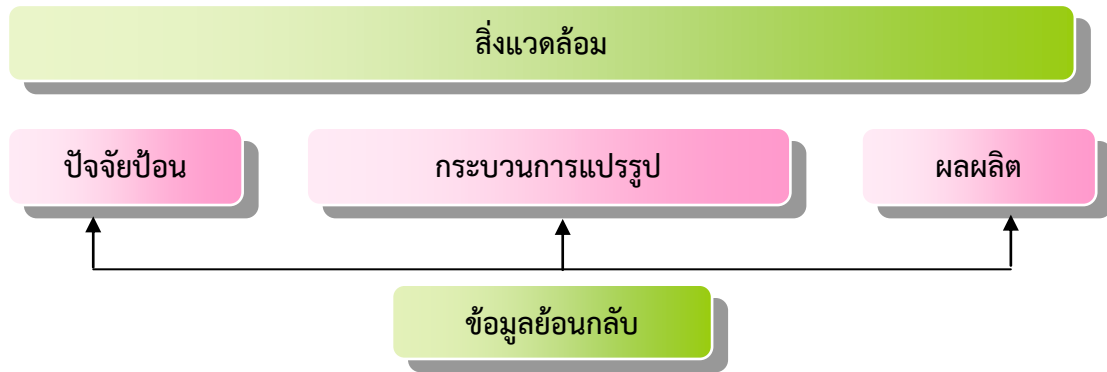 สิ่งแวดล้อม
ปัจจัยป้อน
กระบวนการแปรรูป
ผลผลิต
ข้อมูลย้อนกลับ